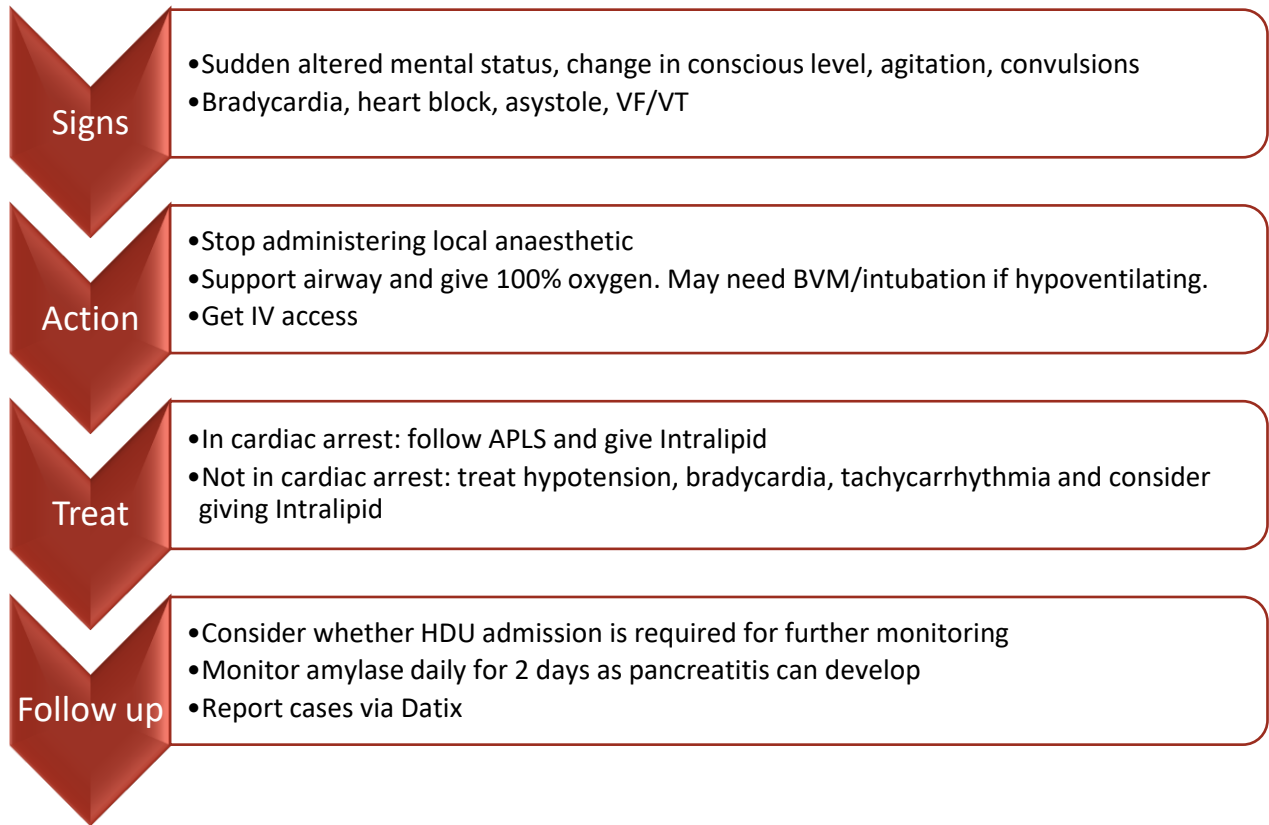 Signs
•Sudden altered mental status, change in conscious level, agitation, convulsions
•Bradycardia, heart block, asystole, VF/VT
Action
•Stop administering local anaesthetic
•Support airway and give 100% oxygen. May need BVM/intubation if hypoventilating.
•Get IV access
Treat
•In cardiac arrest: follow APLS and give Intralipid
•Not in cardiac arrest: treat hypotension, bradycardia, tachycarrhythmia and consider
giving Intralipid
Follow up
•Consider whether HDU admission is required for further monitoring
•Monitor amylase daily for 2 days as pancreatitis can develop
•Report cases via Datix